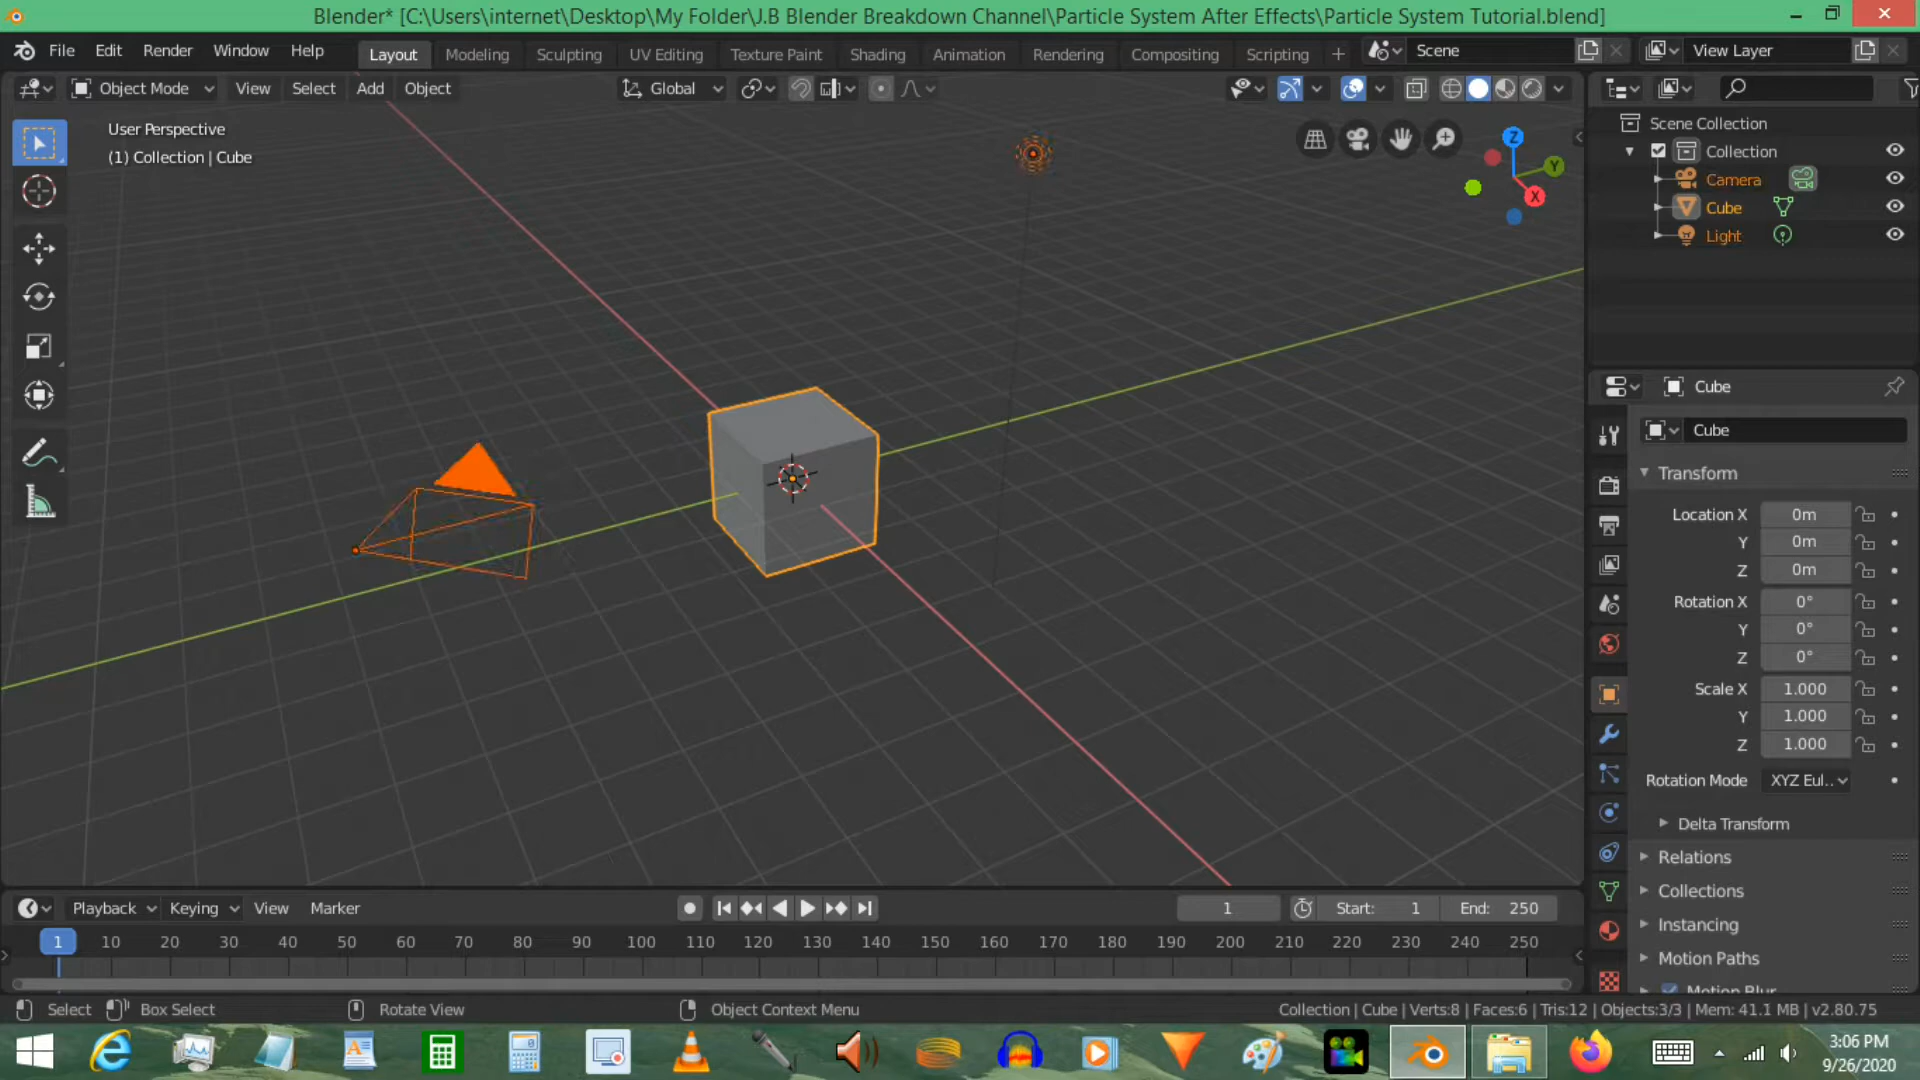 Blender* [C:\Users\internet\Desktop\My Folder\J.B Blender Breakdown Channel\Particle System After Effects\Particle System Tutorial.blend]
File Edit Render Window Help Layout Modeling Sculpting UV Editing Texture Paint Shading Animation Rendering Compositing Scripting + Scene View Layer
Object Mode View Select Add Object Global
User Perspective
(1) Collection | Cube
Z
Y
X
Scene Collection
Collection
Camera
Cube
Light
Cube
Cube
Transform
Location X 0m
Y 0m
Z 0m
Rotation X 0°
Y 0°
Z 0°
Scale X 1.000
Y 1.000
Z 1.000
Rotation Mode XYZ Eul..
Delta Transform
Relations
Collections
Instancing
Motion Paths
Motion Blur
Playback Keying View Marker 1 Start: 1 End: 250
1 10 20 30 40 50 60 70 80 90 100 110 120 130 140 150 160 170 180 190 200 210 220 230 240 250
Select Box Select Rotate View Object Context Menu Collection | Cube | Verts:8 | Faces:6 | Tris:12 | Objects:3/3 | Mem: 41.1 MB | v2.80.75
3:06 PM
9/26/2020